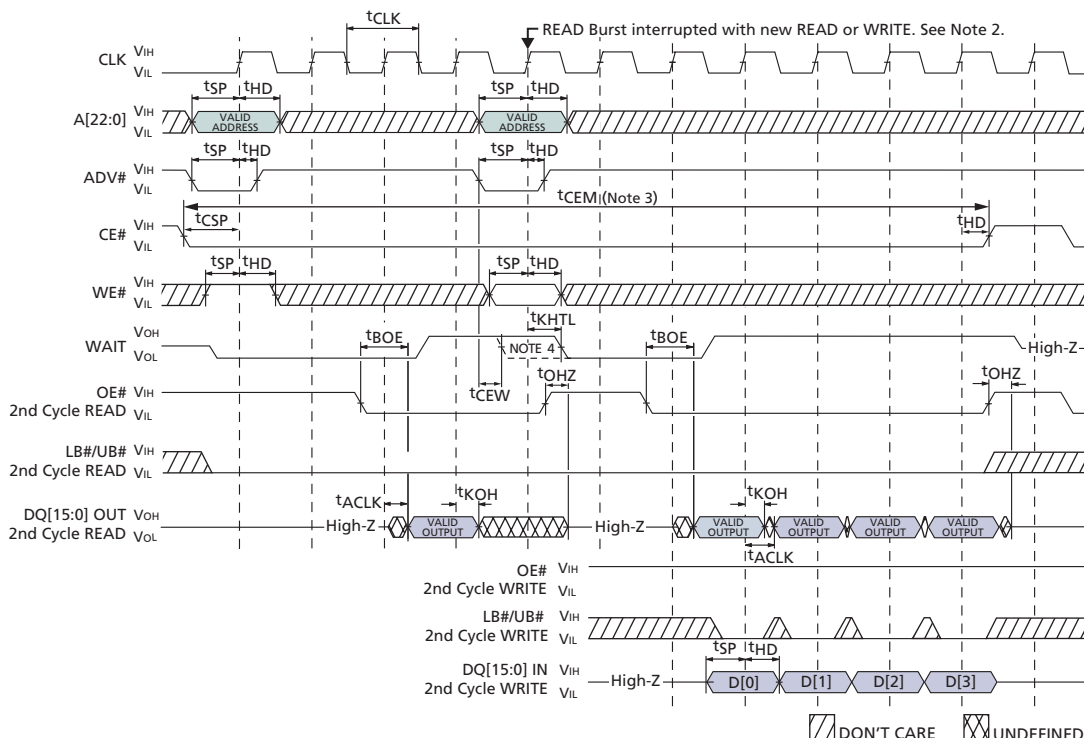 tCLK
READ Burst interrupted with new READ or WRITE. See Note 2.
CLK VIH
VIL
tSP tHD tSP tHD
A[22:0] VIH
VIL
VALID ADDRESS VALID ADDRESS
tSP tHD tSP tHD
ADV# VIH
VIL
tCEM (Note 3)
tCSP tHD
CE# VIH
VIL
tSP tHD tSP tHD
WE# VIH
VIL
tKHTL
tBOE tBOE
WAIT VOH
VOL
NOTE 4 High-Z
tCEW tOHZ tOHZ
OE# VIH
2nd Cycle READ VIL
LB#/UB# VIH
2nd Cycle READ VIL
tACLK tKOH tKOH
DQ[15:0] OUT VOH
2nd Cycle READ VOL
High-Z VALID OUTPUT High-Z VALID OUTPUT VALID OUTPUT VALID OUTPUT VALID OUTPUT
tACLK
OE# VIH
2nd Cycle WRITE VIL
LB#/UB# VIH
2nd Cycle WRITE VIL
tSP tHD
DQ[15:0] IN VIH
2nd Cycle WRITE VIL
High-Z D[0] D[1] D[2] D[3]
DON'T CARE UNDEFINED